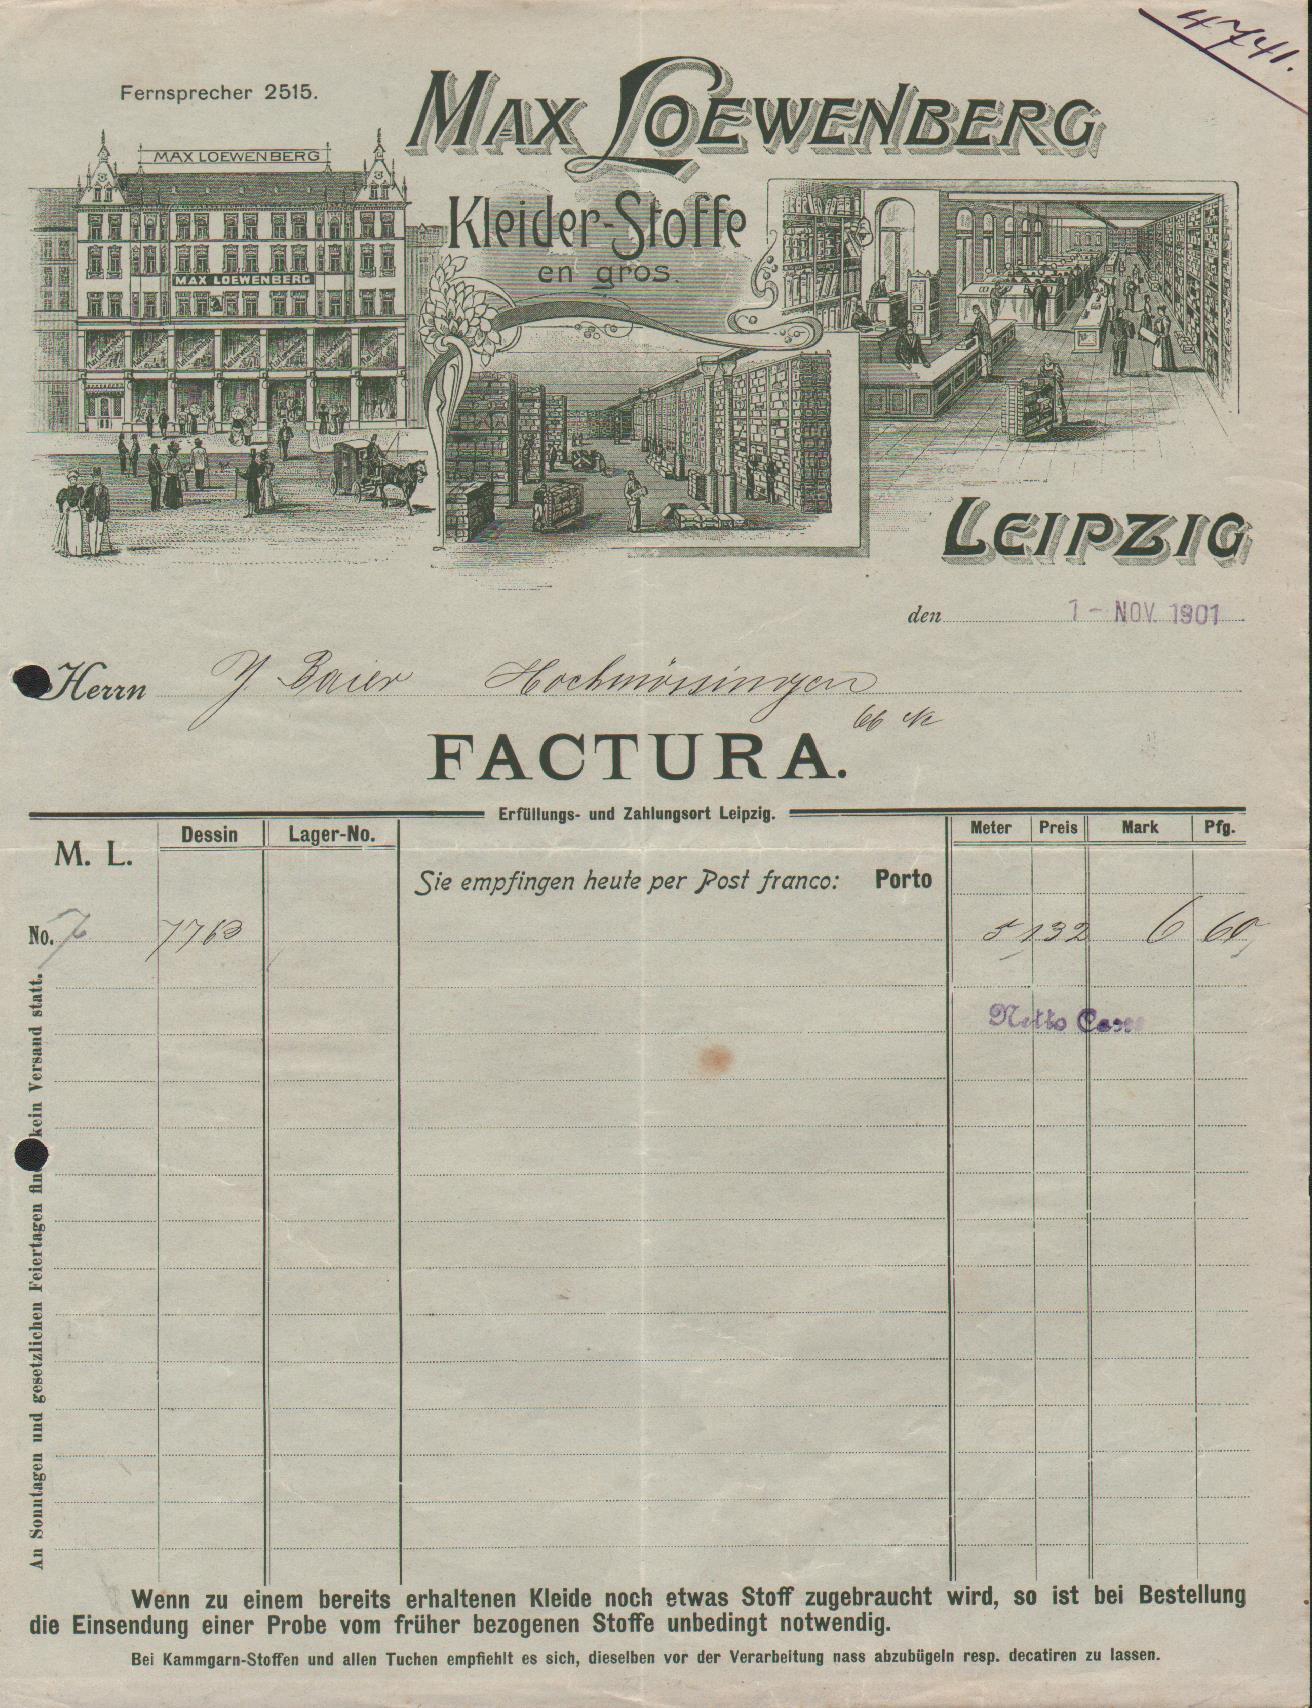 4741.
Fernsprecher 2515.
MAX LOEWENBERG
MAX LOEWENBERG
MAX LOEWENBERG
Kleider-Stoffe
en gros.
LEIPZIG
den 1 - NOV. 1901
Herrn J Baier Hochmössingen
FACTURA.
Erfüllungs- und Zahlungsort Leipzig.
M. L. Dessin Lager-No. Meter Preis Mark Pfg.
Sie empfingen heute per Post franco: Porto
No. 7763 5 132 6 60
Netto
An Sonntagen und gesetzlichen Feiertagen kein Versand statt.
Wenn zu einem bereits erhaltenen Kleide noch etwas Stoff zugebraucht wird, so ist bei Bestellung
die Einsendung einer Probe vom früher bezogenen Stoffe unbedingt notwendig.
Bei Kammgarn-Stoffen und allen Tuchen empfiehlt es sich, dieselben vor der Verarbeitung nass abzubügeln resp. decatiren zu lassen.